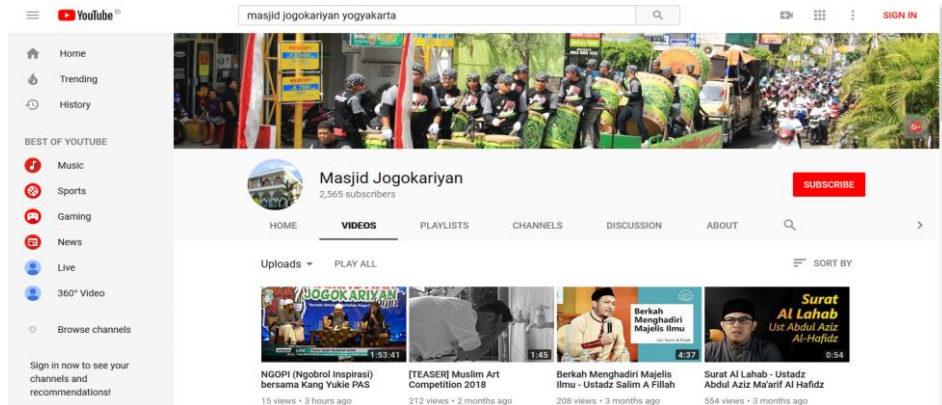 YouTube ID
masjid jogokariyan yogyakarta
SIGN IN
Home
Trending
History
BEST OF YOUTUBE
Music
Sports
Gaming
News
Live
360° Video
Browse channels
Sign in now to see your
channels and
recommendations!
Masjid Jogokariyan
2,565 subscribers
SUBSCRIBE
HOME VIDEOS PLAYLISTS CHANNELS DISCUSSION ABOUT
Uploads PLAY ALL SORT BY
JOGOKARIYAN
1:53:41
NGOPI (Ngobrol Inspirasi)
bersama Kang Yukie PAS
15 views • 3 hours ago
1:45
[TEASER] Muslim Art
Competition 2018
212 views • 2 months ago
Berkah
Menghadiri
Majelis Ilmu
4:37
Berkah Menghadiri Majelis
Ilmu - Ustadz Salim A Fillah
208 views • 3 months ago
Surat
Al Lahab
Ust Abdul Aziz
Al-Hafidz
0:54
Surat Al Lahab - Ustadz
Abdul Aziz Ma'arif Al Hafidz
554 views • 3 months ago